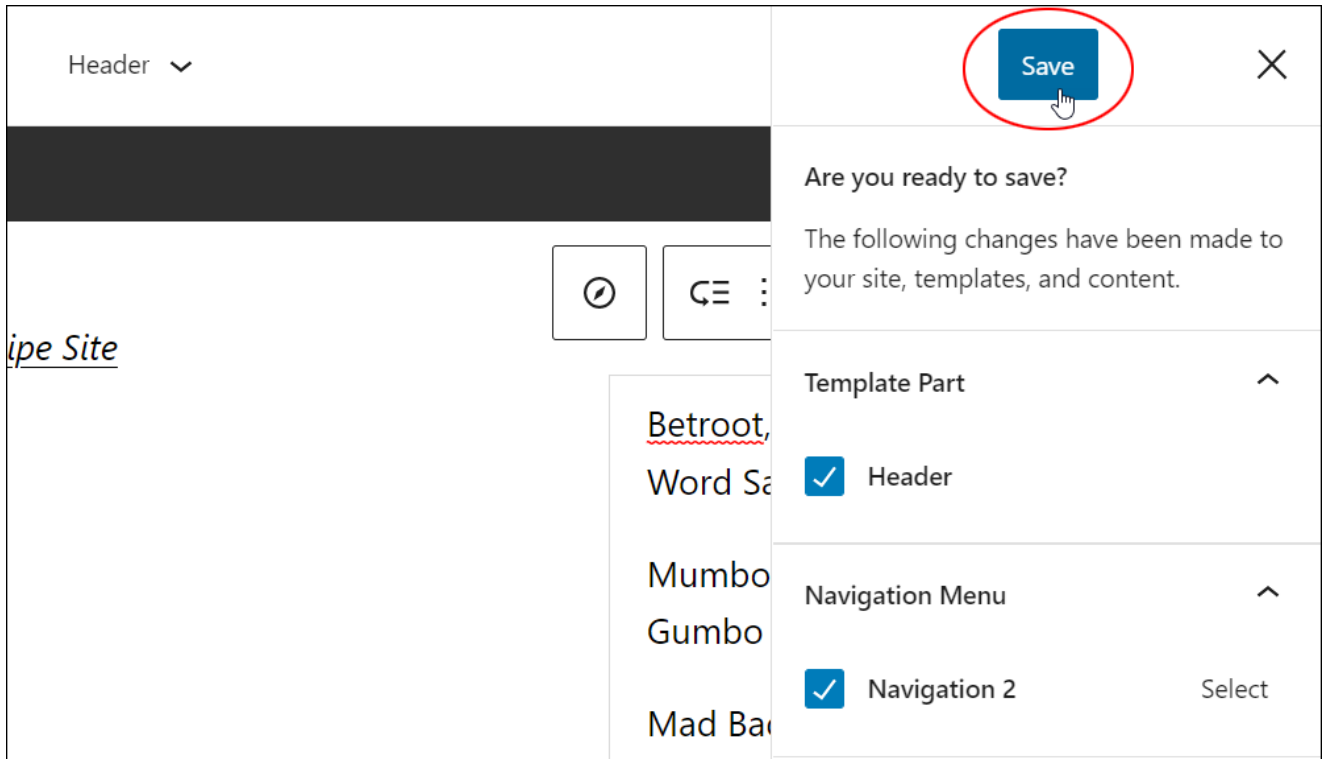 Header
Save
Are you ready to save?
The following changes have been made to
your site, templates, and content.
ipe Site
Template Part
Betroot,
Header
Word Sa
Mumbo
Navigation Menu
Gumbo
Navigation 2 Select
Mad Bac